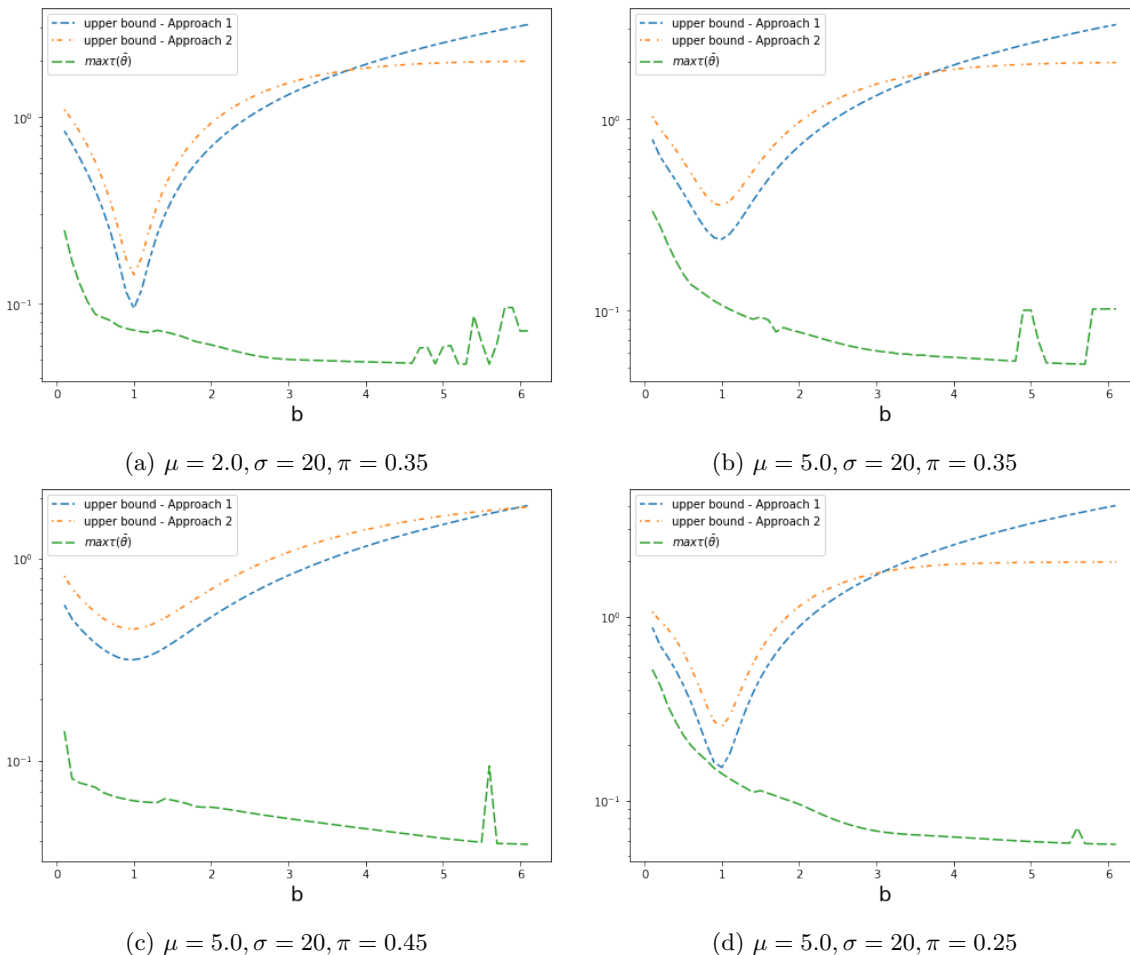 upper bound - Approach 1
upper bound - Approach 2
maxτ(θ̄)
10⁰
10⁻¹
0 1 2 3 4 5 6
b
(a) μ = 2.0, σ = 20, π = 0.35
upper bound - Approach 1
upper bound - Approach 2
maxτ(θ̄)
10⁰
10⁻¹
0 1 2 3 4 5 6
b
(b) μ = 5.0, σ = 20, π = 0.35
upper bound - Approach 1
upper bound - Approach 2
maxτ(θ̄)
10⁰
10⁻¹
0 1 2 3 4 5 6
b
(c) μ = 5.0, σ = 20, π = 0.45
upper bound - Approach 1
upper bound - Approach 2
maxτ(θ̄)
10⁰
10⁻¹
0 1 2 3 4 5 6
b
(d) μ = 5.0, σ = 20, π = 0.25